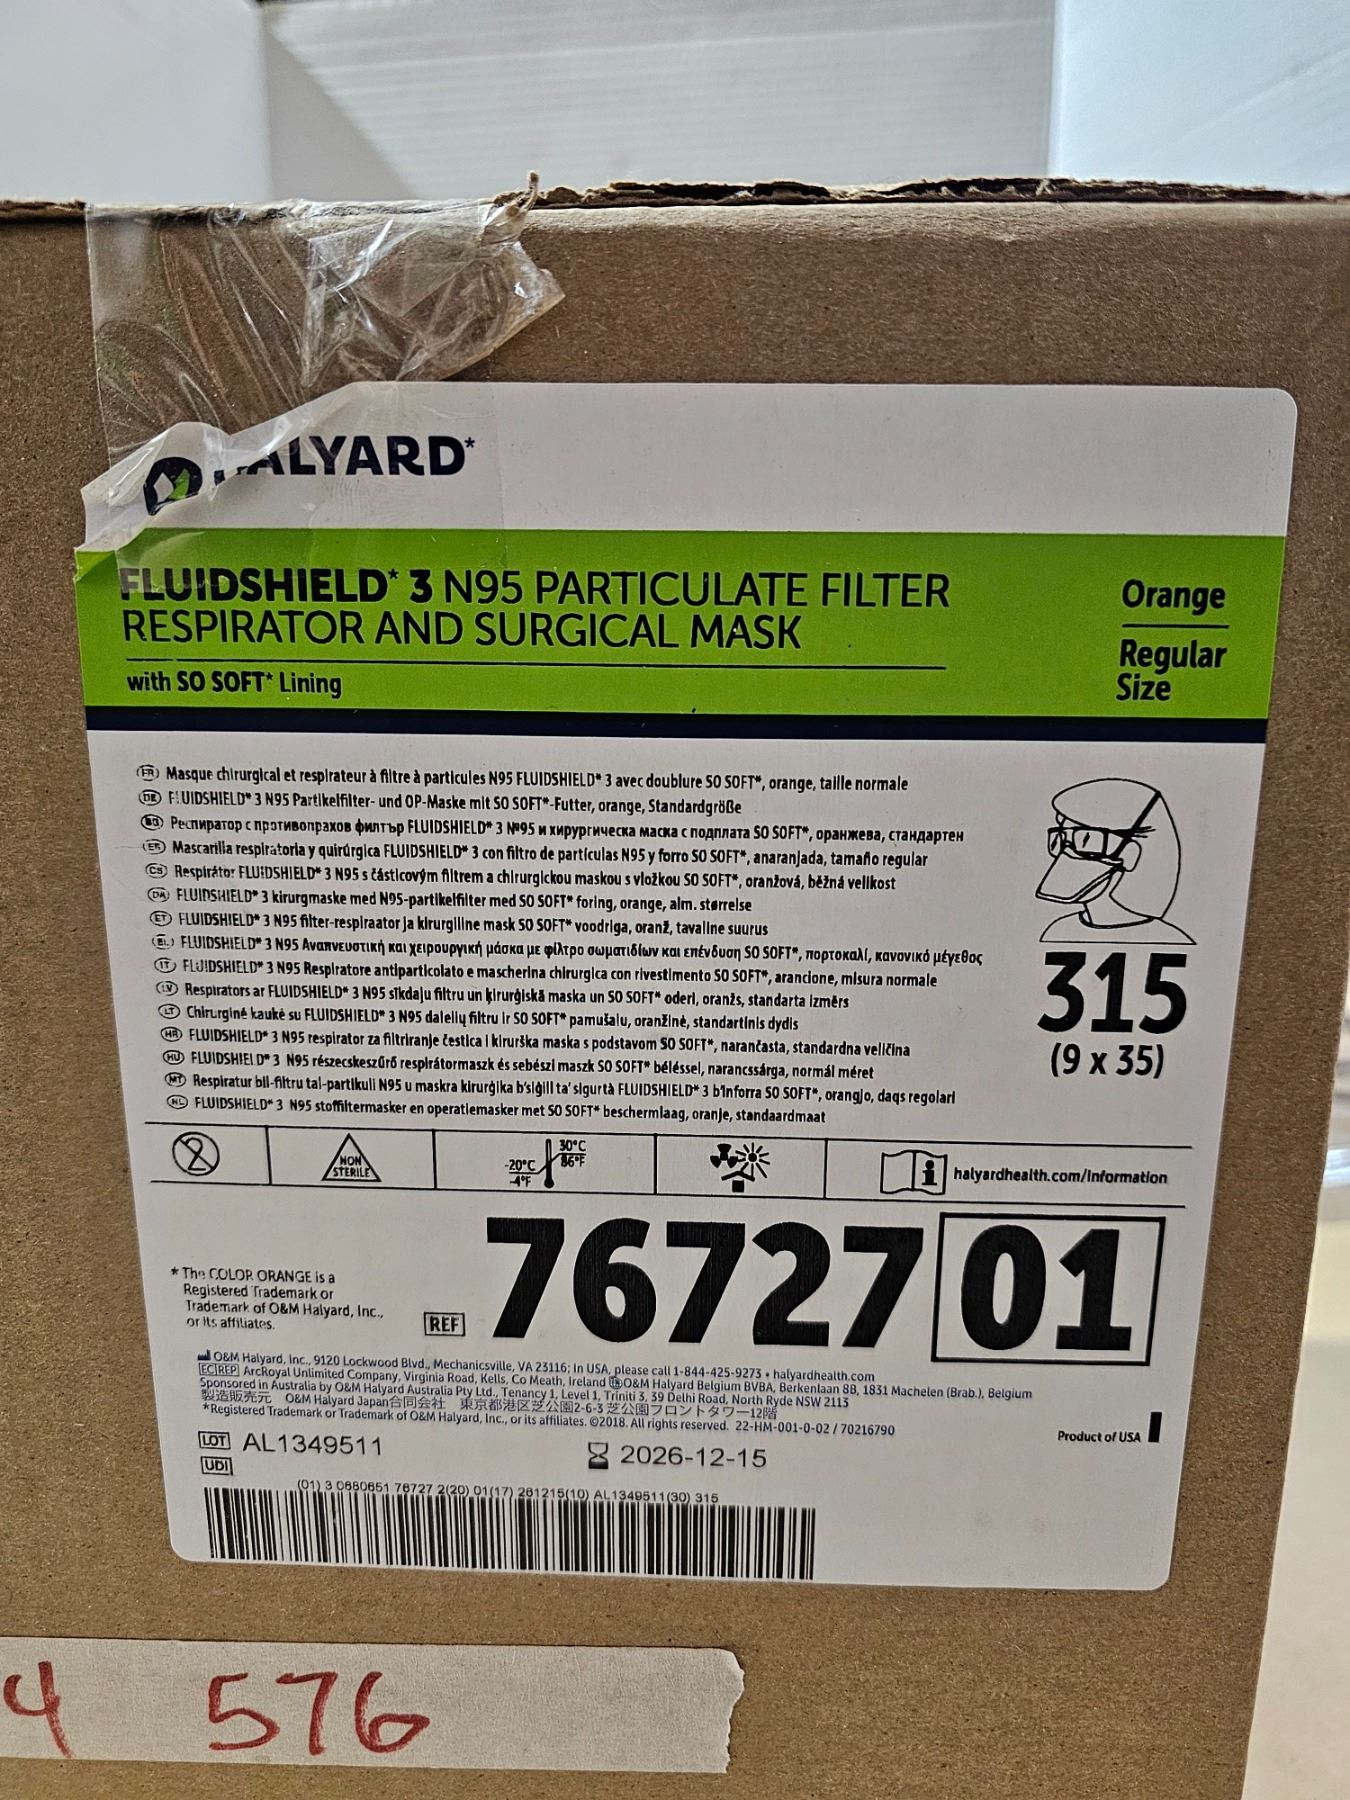 HALYARD*
FLUIDSHIELD* 3 N95 PARTICULATE FILTER
RESPIRATOR AND SURGICAL MASK
with SO SOFT* Lining
Orange
Regular
Size
FR Masque chirurgical et respirateur à filtre à particules N95 FLUIDSHIELD* 3 avec doublure SO SOFT*, orange, taille normale
DE FLUIDSHIELD* 3 N95 Partikelfilter- und OP-Maske mit SO SOFT*-Futter, orange, Standardgröße
BG Респиратор с противопрахов филтър FLUIDSHIELD* 3 №95 и хирургическа маска с подплата SO SOFT*, оранжева, стандартен
ES Mascarilla respiratoria y quirúrgica FLUIDSHIELD* 3 con filtro de partículas N95 y forro SO SOFT*, anaranjada, tamaño regular
CS Respirátor FLUIDSHIELD* 3 N95 s částicovým filtrem a chirurgickou maskou s vložkou SO SOFT*, oranžová, běžná velikost
DA FLUIDSHIELD* 3 kirurgmaske med N95-partikelfilter med SO SOFT* foring, orange, alm. størrelse
ET FLUIDSHIELD* 3 N95 filter-respiraator ja kirurgiline mask SO SOFT* voodriga, oranž, tavaline suurus
EL FLUIDSHIELD* 3 N95 Αναπνευστική και χειρουργική μάσκα με φίλτρο σωματιδίων και επένδυση SO SOFT*, πορτοκαλί, κανονικό μέγεθος
IT FLUIDSHIELD* 3 N95 Respiratore antiparticolato e mascherina chirurgica con rivestimento SO SOFT*, arancione, misura normale
LV Respirators ar FLUIDSHIELD* 3 N95 sīkdaļu filtru un ķirurģiskā maska un SO SOFT* oderi, oranžs, standarta izmērs
LT Chirurginė kaukė su FLUIDSHIELD* 3 N95 dalelių filtru ir SO SOFT* pamušalu, oranžinė, standartinis dydis
HR FLUIDSHIELD* 3 N95 respirator za filtriranje čestica i kirurška maska s podstavom SO SOFT*, narančasta, standardna veličina
HU FLUIDSHIELD* 3 N95 részecskeszűrő respirátormaszk és sebészi maszk SO SOFT* béléssel, narancssárga, normál méret
MT Respiratur bil-filtru tal-partikuli N95 u maskra kirurġika b'siġill ta' sigurtà FLUIDSHIELD* 3 b'inforra SO SOFT*, oranġjo, daqs regolari
NL FLUIDSHIELD* 3 N95 stoffiltermasker en operatiemasker met SO SOFT* beschermlaag, oranje, standaardmaat
315
(9 x 35)
2
NON
STERILE
-20°C
-4°F
30°C
86°F
halyardhealth.com/information
* The COLOR ORANGE is a
Registered Trademark or
Trademark of O&M Halyard, Inc.,
or its affiliates.
REF 76727 01
O&M Halyard, Inc., 9120 Lockwood Blvd., Mechanicsville, VA 23116; In USA, please call 1-844-425-9273 • halyardhealth.com
EC REP ArcRoyal Unlimited Company, Virginia Road, Kells, Co Meath, Ireland O&M Halyard Belgium BVBA, Berkenlaan 8B, 1831 Machelen (Brab.), Belgium
Sponsored in Australia by O&M Halyard Australia Pty Ltd., Tenancy 1, Level 1, Triniti 3, 39 Delhi Road, North Ryde NSW 2113
製造販売元 O&M Halyard Japan合同会社 東京都港区芝公園2-6-3 芝公園フロントタワー12階
*Registered Trademark or Trademark of O&M Halyard, Inc., or its affiliates. ©2018. All rights reserved. 22-HM-001-0-02 / 70216790
Product of USA
LOT AL1349511
2026-12-15
UDI
(01) 3 0680651 76727 2(20) 01(17) 261215(10) AL1349511(30) 315
4 576